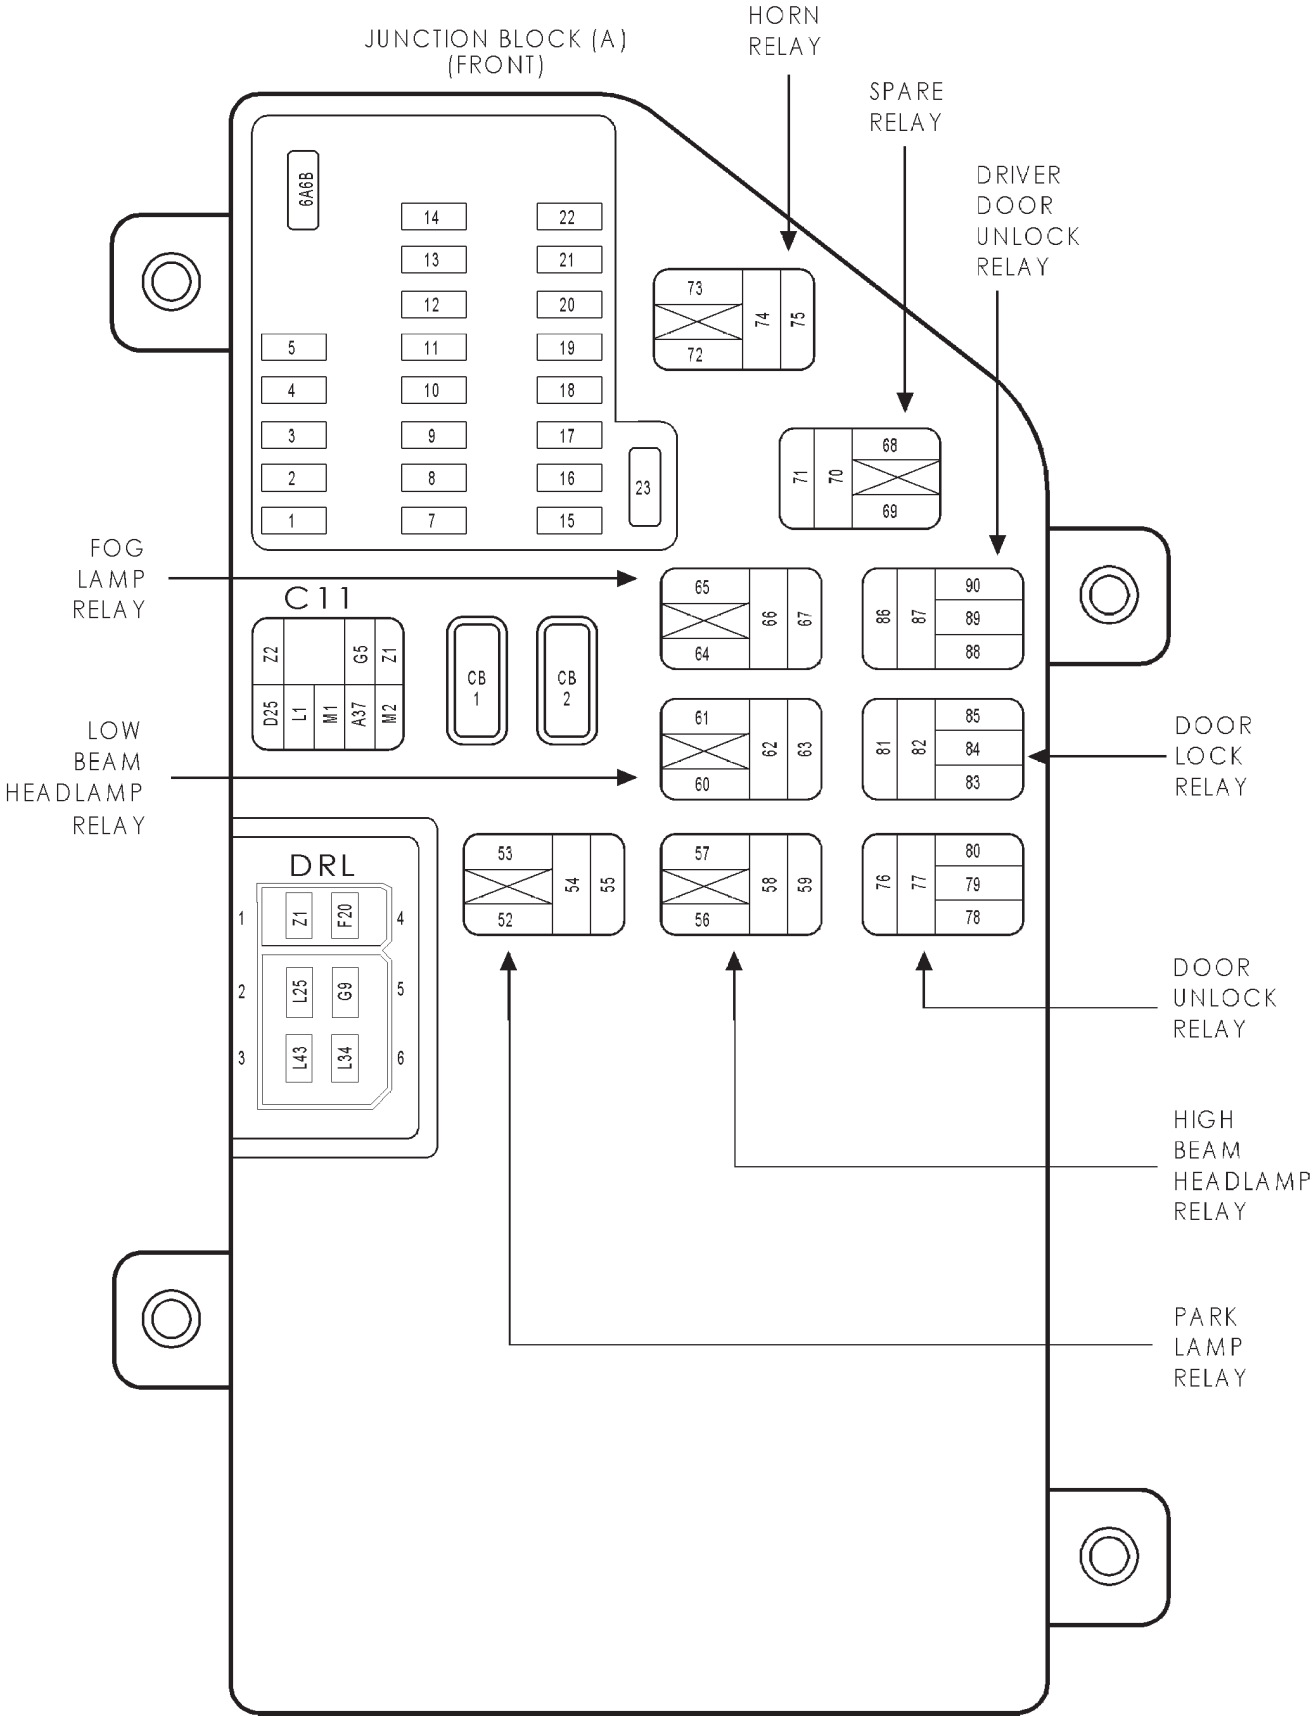 JUNCTION BLOCK (A)
(FRONT)
HORN
RELAY
SPARE
RELAY
DRIVER
DOOR
UNLOCK
RELAY
6A6B
14
22
13
21
12
20
5
11
19
4
10
18
3
9
17
2
8
16
1
7
15
23
73
72
74
75
71
70
68
69
FOG
LAMP
RELAY
C11
Z2
G5
Z1
D25
L1
M1
A37
M2
CB
1
CB
2
65
64
66
67
86
87
90
89
88
LOW
BEAM
HEADLAMP
RELAY
61
60
62
63
81
82
85
84
83
DOOR
LOCK
RELAY
DRL
1
Z1
F20
4
2
L25
G9
5
3
L43
L34
6
53
52
54
55
57
56
58
59
76
77
80
79
78
DOOR
UNLOCK
RELAY
HIGH
BEAM
HEADLAMP
RELAY
PARK
LAMP
RELAY